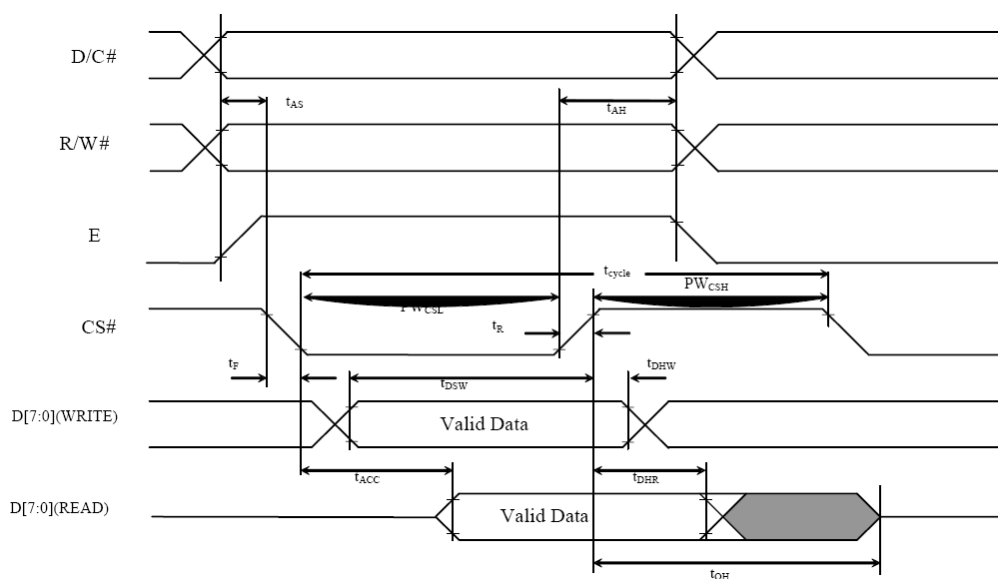 D/C#
tAS
tAH
R/W#
E
tcycle
PWCSL
PWCSH
CS#
tR
tF
tDSW
tDHW
D[7:0](WRITE)
Valid Data
tACC
tDHR
D[7:0](READ)
Valid Data
tOH